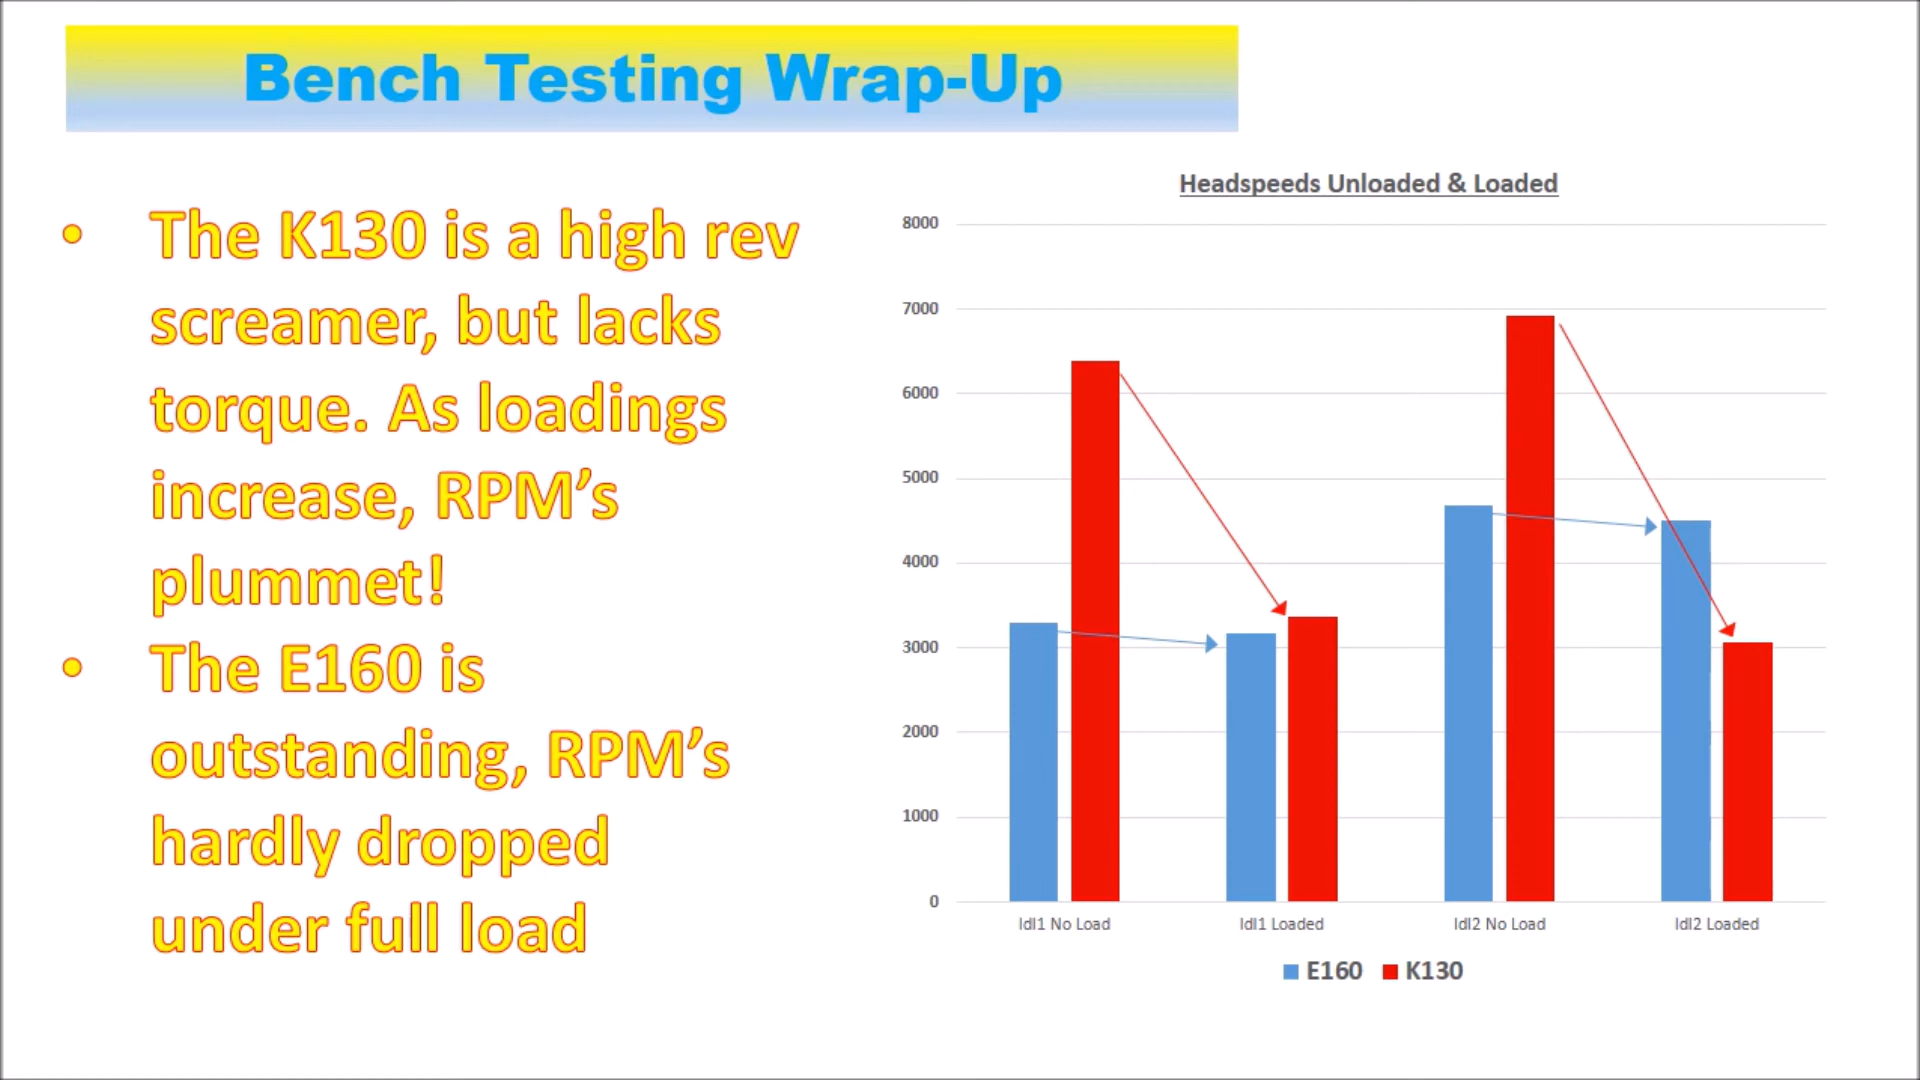 Bench Testing Wrap-Up
• The K130 is a high rev
screamer, but lacks
torque. As loadings
increase, RPM’s
plummet!
• The E160 is
outstanding, RPM’s
hardly dropped
under full load
Headspeeds Unloaded & Loaded
8000
7000
6000
5000
4000
3000
2000
1000
0
Idl1 No Load
Idl1 Loaded
Idl2 No Load
Idl2 Loaded
E160 K130